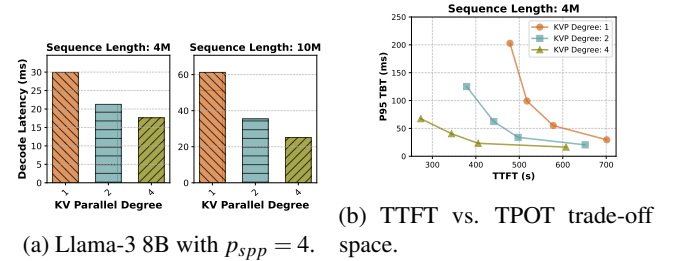 Sequence Length: 4M
Decode Latency (ms)
30
25
20
15
10
5
0
1
2
4
KV Parallel Degree
Sequence Length: 10M
60
40
20
0
1
2
4
KV Parallel Degree
(a) Llama-3 8B with p_{spp} = 4.
Sequence Length: 4M
P95 TBT (ms)
250
200
150
100
50
0
KVP Degree: 1
KVP Degree: 2
KVP Degree: 4
300
400
500
600
700
TTFT (s)
(b) TTFT vs. TPOT trade-off
space.